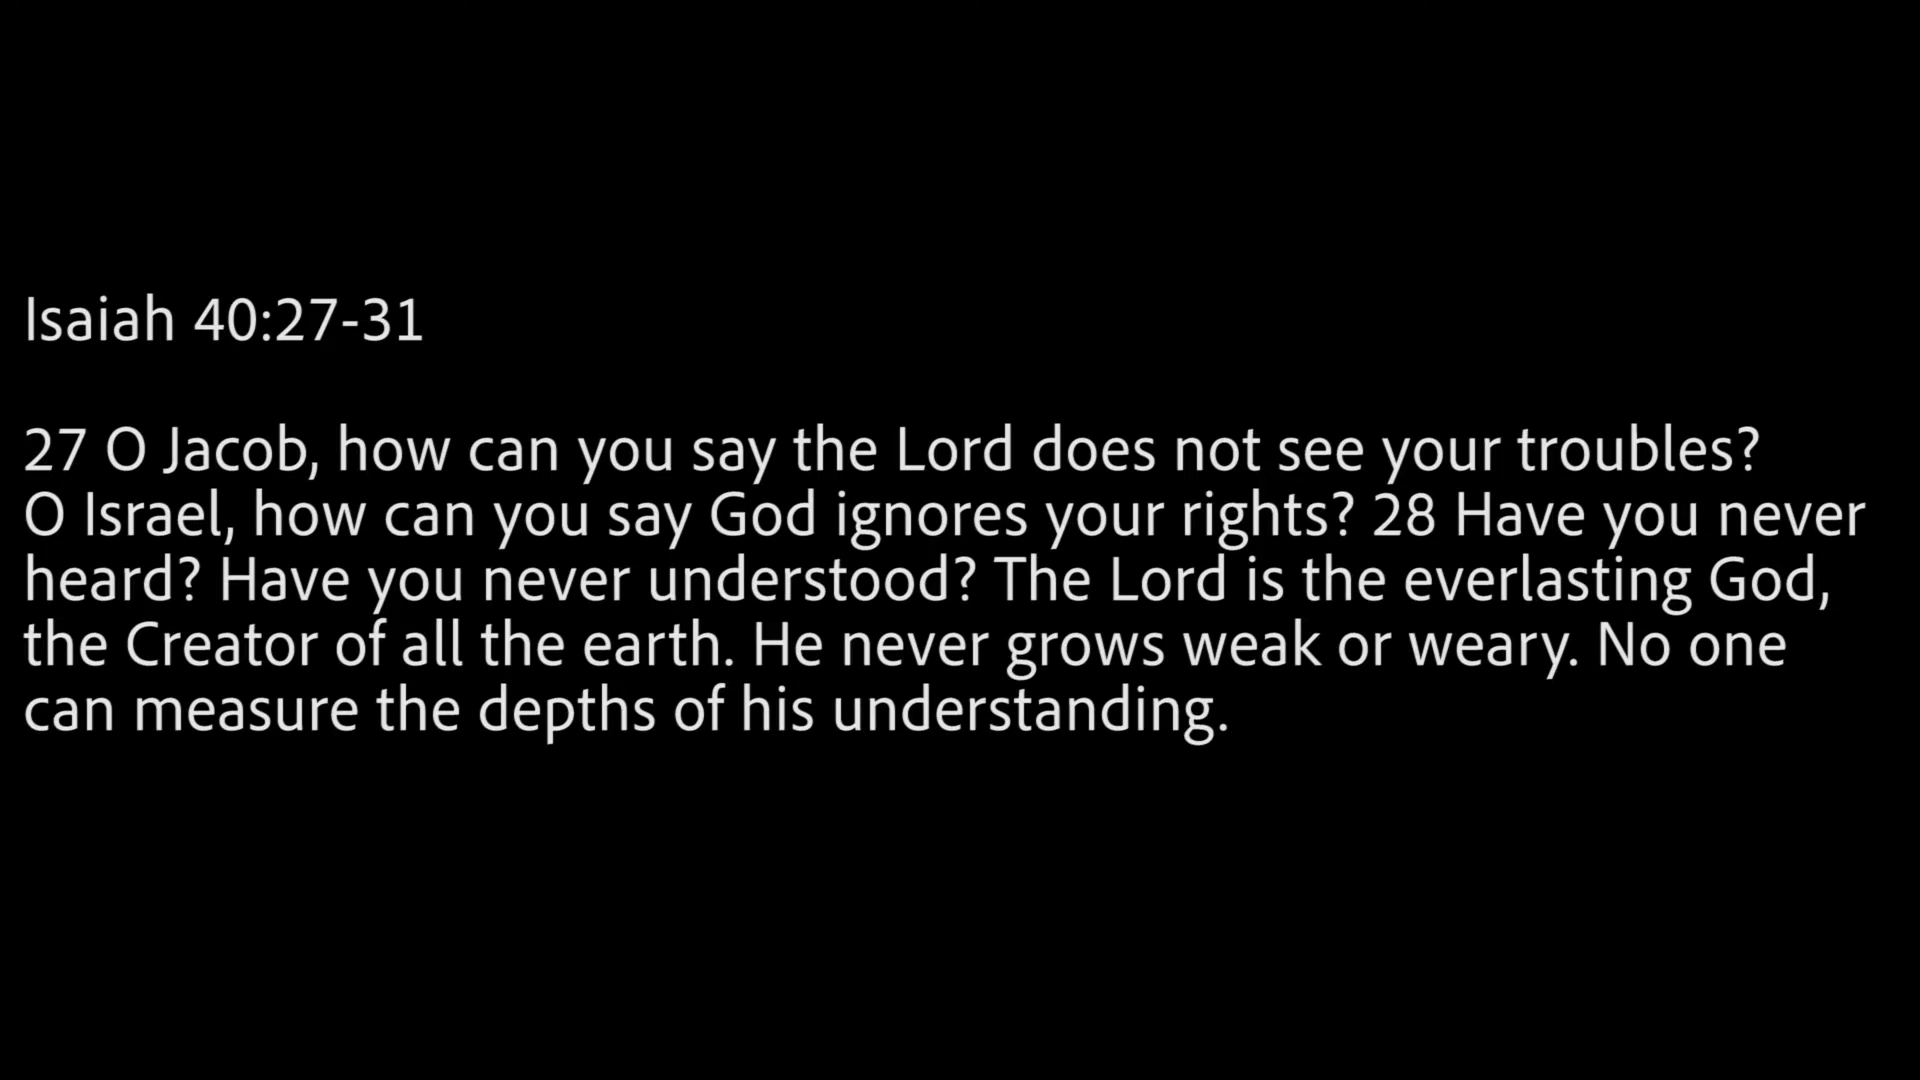 Isaiah 40:27-31
27 O Jacob, how can you say the Lord does not see your troubles?
O Israel, how can you say God ignores your rights? 28 Have you never
heard? Have you never understood? The Lord is the everlasting God,
the Creator of all the earth. He never grows weak or weary. No one
can measure the depths of his understanding.